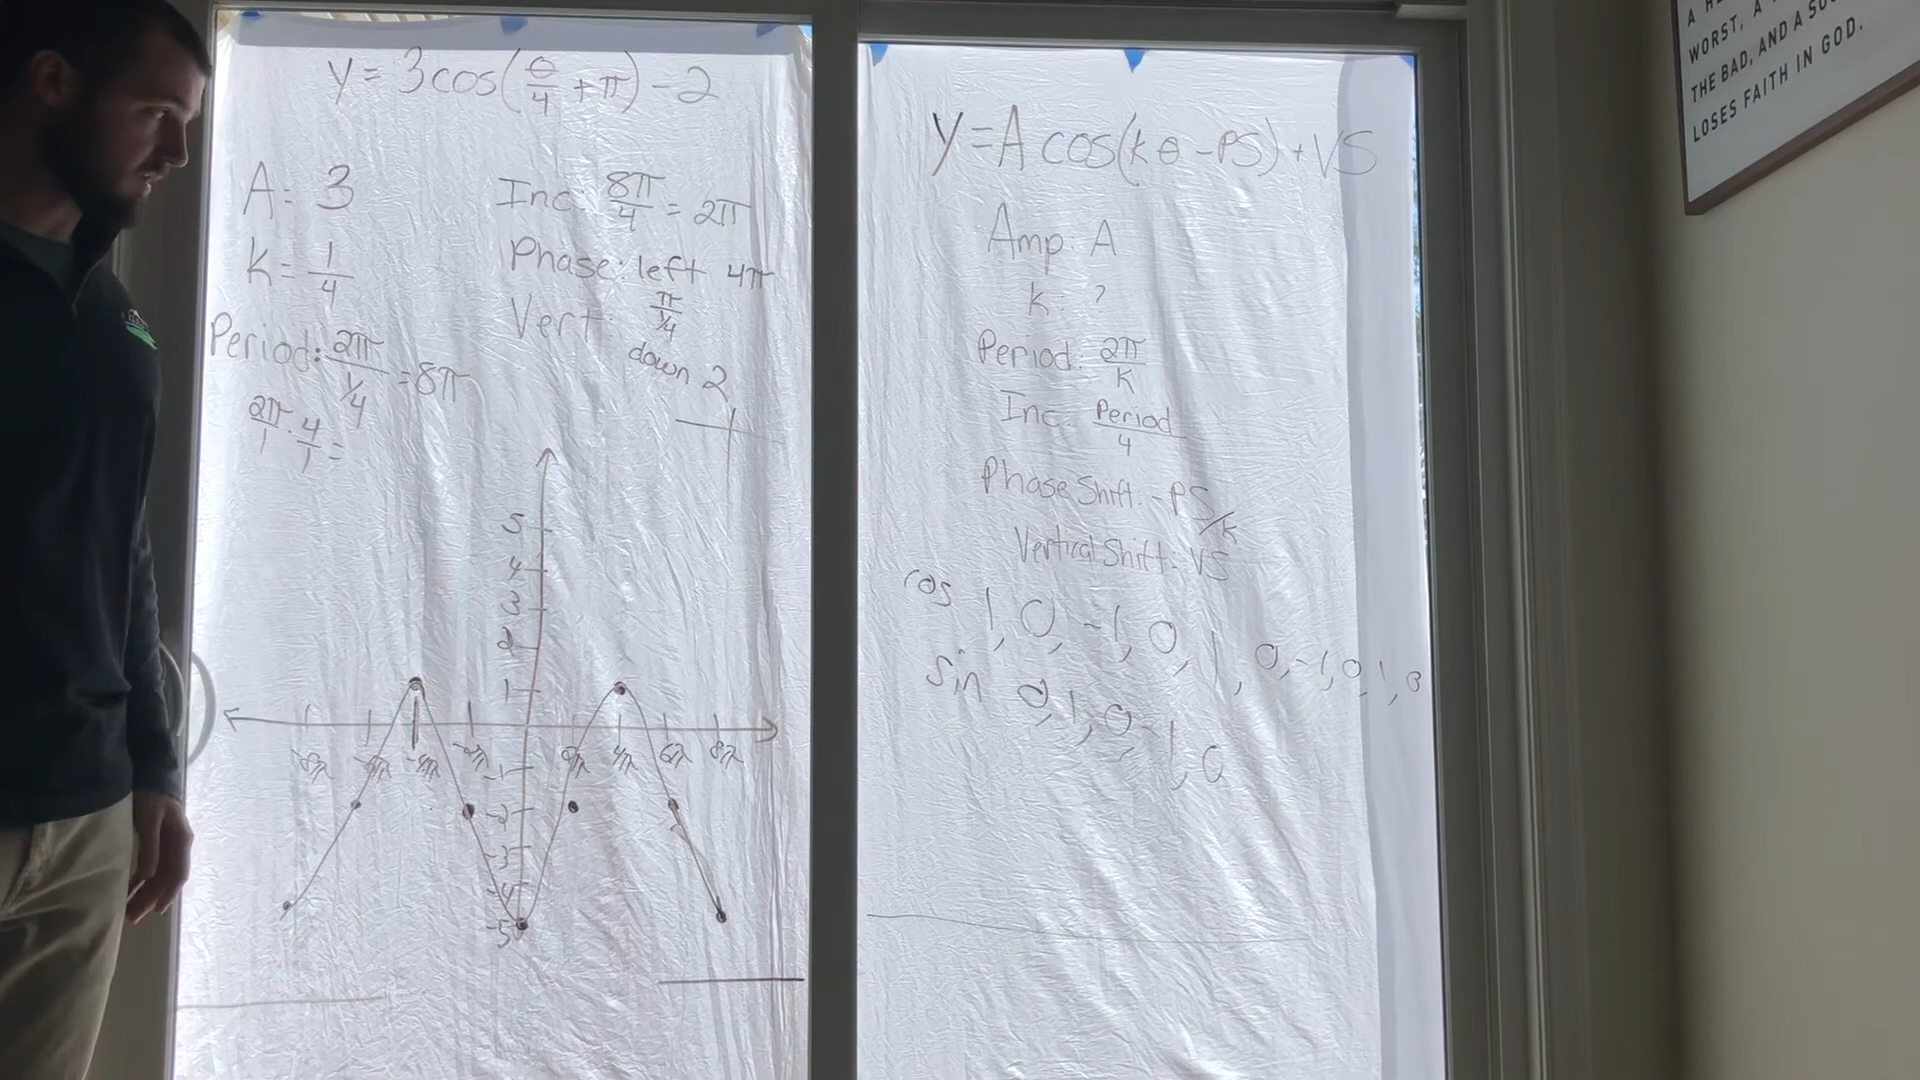 y = 3cos(θ/4 + π) - 2
A: 3
K = 1/4
Period: 2π/¼ = 8π
2π/1 · 4/1 =
Inc: 8π/4 = 2π
Phase: left 4π
π/¼
Vert: down 2
5
4
3
2
1
-8π -6π -4π -2π 2π 4π 6π 8π
-1
-2
-3
-4
-5
y = A cos(kθ - PS) + VS
Amp: A
k: ?
Period: 2π/K
Inc: Period/4
Phase Shift: -PS/K
Vertical Shift: VS
cos 1, 0, -1, 0, 1, 0, -1, 0, 1, 0
sin 0, 1, 0, -1, 0
WORST, A
THE BAD, AND A
LOSES FAITH IN GOD.